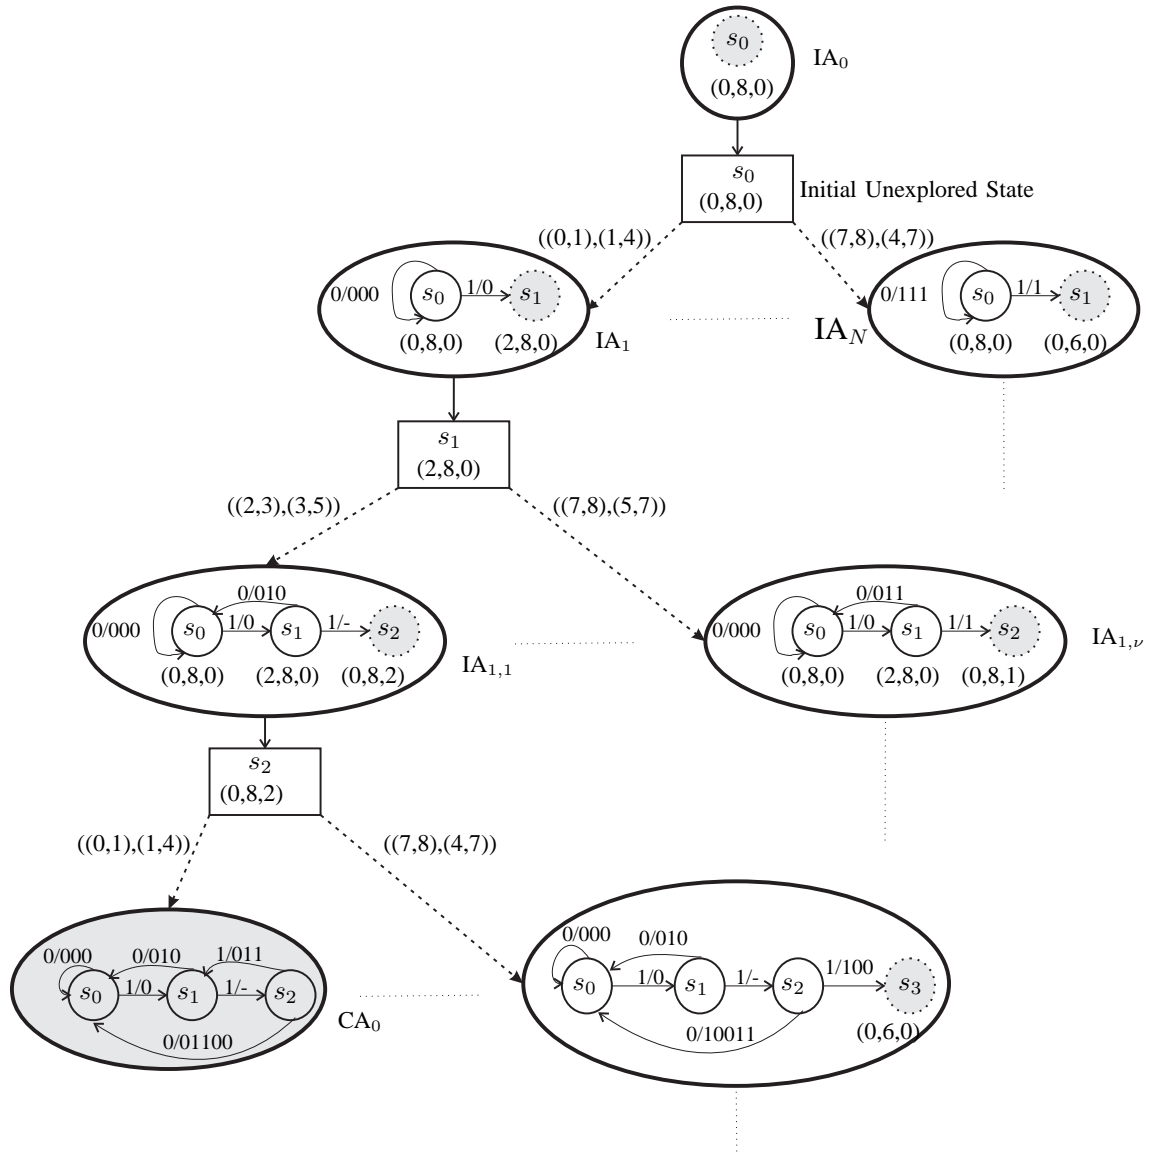 s0
IA0
(0,8,0)
s0
(0,8,0)
Initial Unexplored State
((0,1),(1,4))
((7,8),(4,7))
0/000
s0
1/0
s1
(0,8,0)
(2,8,0)
IA1
IAN
0/111
s0
1/1
s1
(0,8,0)
(0,6,0)
s1
(2,8,0)
((2,3),(3,5))
((7,8),(5,7))
0/010
0/000
s0
1/0
s1
1/-
s2
(0,8,0)
(2,8,0)
(0,8,2)
IA1,1
0/011
0/000
s0
1/0
s1
1/1
s2
(0,8,0)
(2,8,0)
(0,8,1)
IA1,ν
s2
(0,8,2)
((0,1),(1,4))
((7,8),(4,7))
0/000
0/010
1/011
s0
1/0
s1
1/-
s2
0/01100
CA0
0/000
0/010
s0
1/0
s1
1/-
s2
1/100
s3
0/10011
(0,6,0)